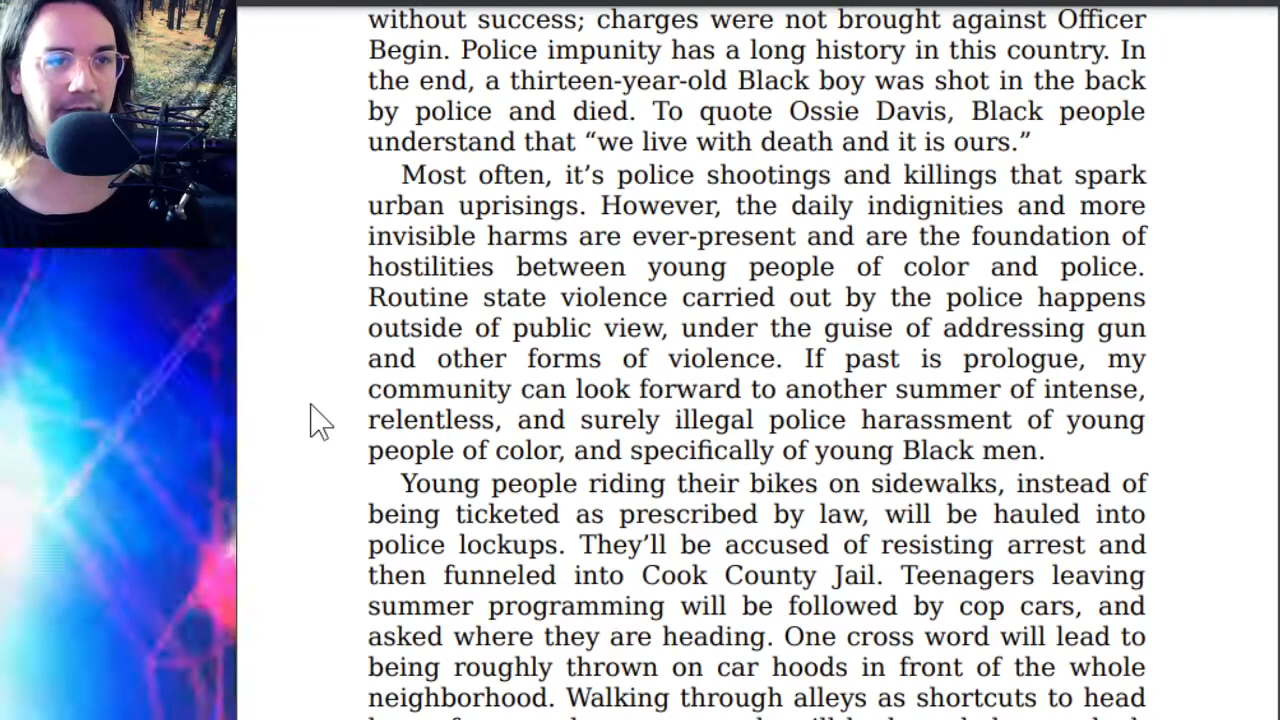 without success; charges were not brought against Officer
Begin. Police impunity has a long history in this country. In
the end, a thirteen-year-old Black boy was shot in the back
by police and died. To quote Ossie Davis, Black people
understand that “we live with death and it is ours.”
Most often, it’s police shootings and killings that spark
urban uprisings. However, the daily indignities and more
invisible harms are ever-present and are the foundation of
hostilities between young people of color and police.
Routine state violence carried out by the police happens
outside of public view, under the guise of addressing gun
and other forms of violence. If past is prologue, my
community can look forward to another summer of intense,
relentless, and surely illegal police harassment of young
people of color, and specifically of young Black men.
Young people riding their bikes on sidewalks, instead of
being ticketed as prescribed by law, will be hauled into
police lockups. They’ll be accused of resisting arrest and
then funneled into Cook County Jail. Teenagers leaving
summer programming will be followed by cop cars, and
asked where they are heading. One cross word will lead to
being roughly thrown on car hoods in front of the whole
neighborhood. Walking through alleys as shortcuts to head